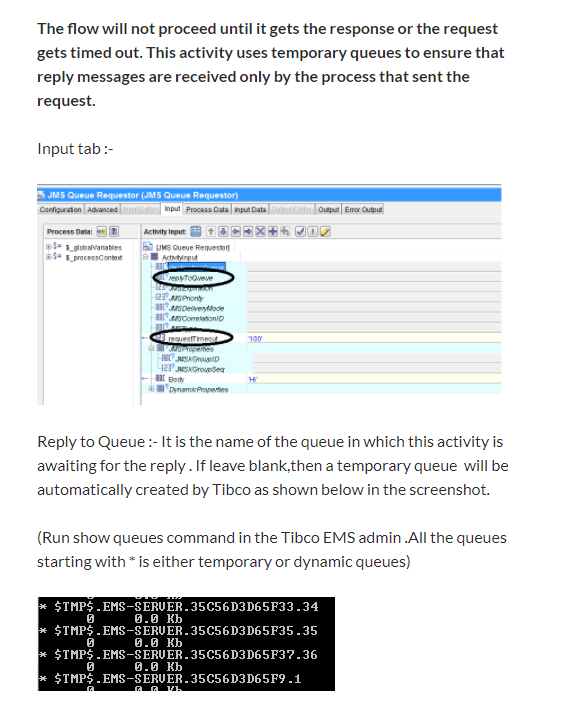 The flow will not proceed until it gets the response or the request
gets timed out. This activity uses temporary queues to ensure that
reply messages are received only by the process that sent the
request.
Input tab :-
JMS Queue Requestor (JMS Queue Requestor)
Configuration Advanced Input Editor Input Process Data Input Data Output Editor Output Error Output
Process Data:
Activity Input:
$_globalVariables
$_processContext
[JMS Queue Requestor]
ActivityInput
replyToQueue
JMSExpiration
JMSPriority
JMSDeliveryMode
JMSCorrelationID
JMSType
requestTimeout '100'
JMSProperties
JMSXGroupID
JMSXGroupSeq
Body 'Hi'
DynamicProperties
Reply to Queue :- It is the name of the queue in which this activity is
awaiting for the reply . If leave blank,then a temporary queue will be
automatically created by Tibco as shown below in the screenshot.
(Run show queues command in the Tibco EMS admin .All the queues
starting with * is either temporary or dynamic queues)
* $TMP$.EMS-SERVER.35C56D3D65F33.34
0 0.0 Kb
* $TMP$.EMS-SERVER.35C56D3D65F35.35
0 0.0 Kb
* $TMP$.EMS-SERVER.35C56D3D65F37.36
0 0.0 Kb
* $TMP$.EMS-SERVER.35C56D3D65F9.1
0 0.0 Kb